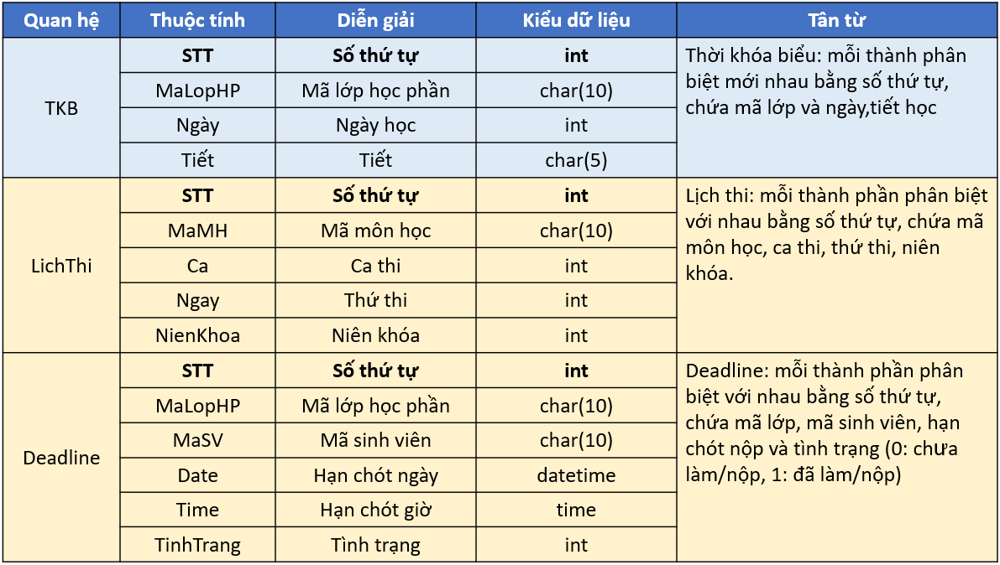 Quan hệ Thuộc tính Diễn giải Kiểu dữ liệu Tân từ
TKB
STT Số thứ tự int
MaLopHP Mã lớp học phần char(10)
Ngày Ngày học int
Tiết Tiết char(5)
Thời khóa biểu: mỗi thành phân
biệt mới nhau bằng số thứ tự,
chứa mã lớp và ngày,tiết học
LichThi
STT Số thứ tự int
MaMH Mã môn học char(10)
Ca Ca thi int
Ngay Thứ thi int
NienKhoa Niên khóa int
Lịch thi: mỗi thành phần phân biệt
với nhau bằng số thứ tự, chứa mã
môn học, ca thi, thứ thi, niên
khóa.
Deadline
STT Số thứ tự int
MaLopHP Mã lớp học phần char(10)
MaSV Mã sinh viên char(10)
Date Hạn chót ngày datetime
Time Hạn chót giờ time
TinhTrang Tình trạng int
Deadline: mỗi thành phần phân
biệt với nhau bằng số thứ tự,
chứa mã lớp, mã sinh viên, hạn
chót nộp và tình trạng (0: chưa
làm/nộp, 1: đã làm/nộp)